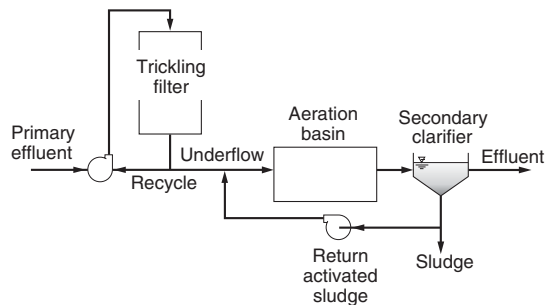 Trickling
filter
Primary
effluent
Recycle
Underflow
Aeration
basin
Secondary
clarifier
Effluent
Return
activated
sludge
Sludge